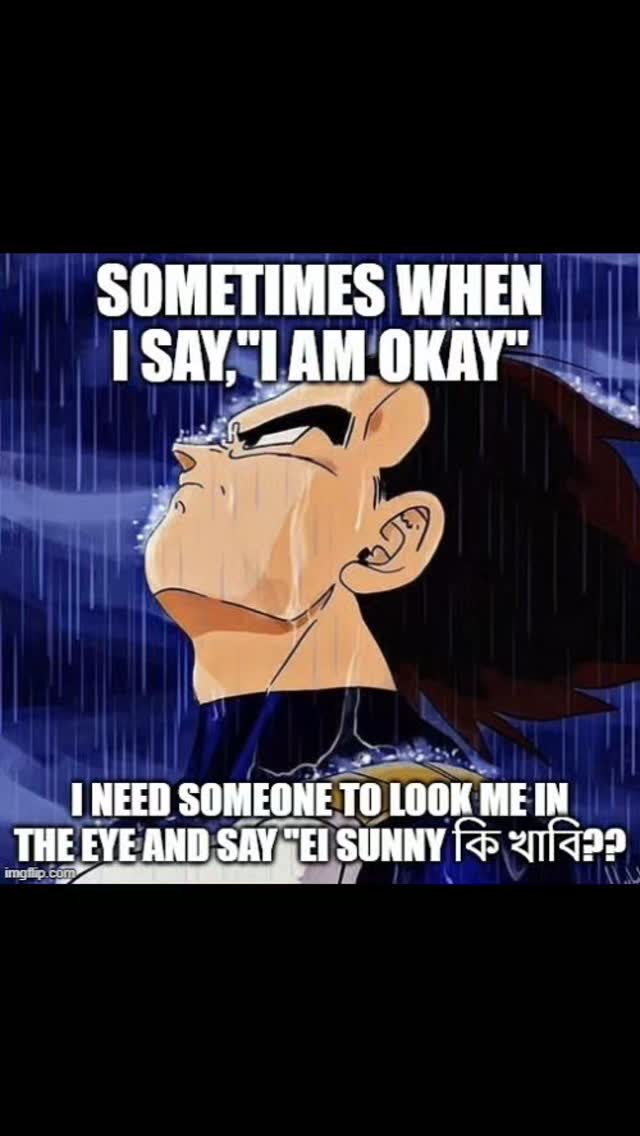 SOMETIMES WHEN
I SAY,"I AM OKAY"
I NEED SOMEONE TO LOOK ME IN
THE EYE AND SAY "EI SUNNY কি খাবি??
imgflip.com